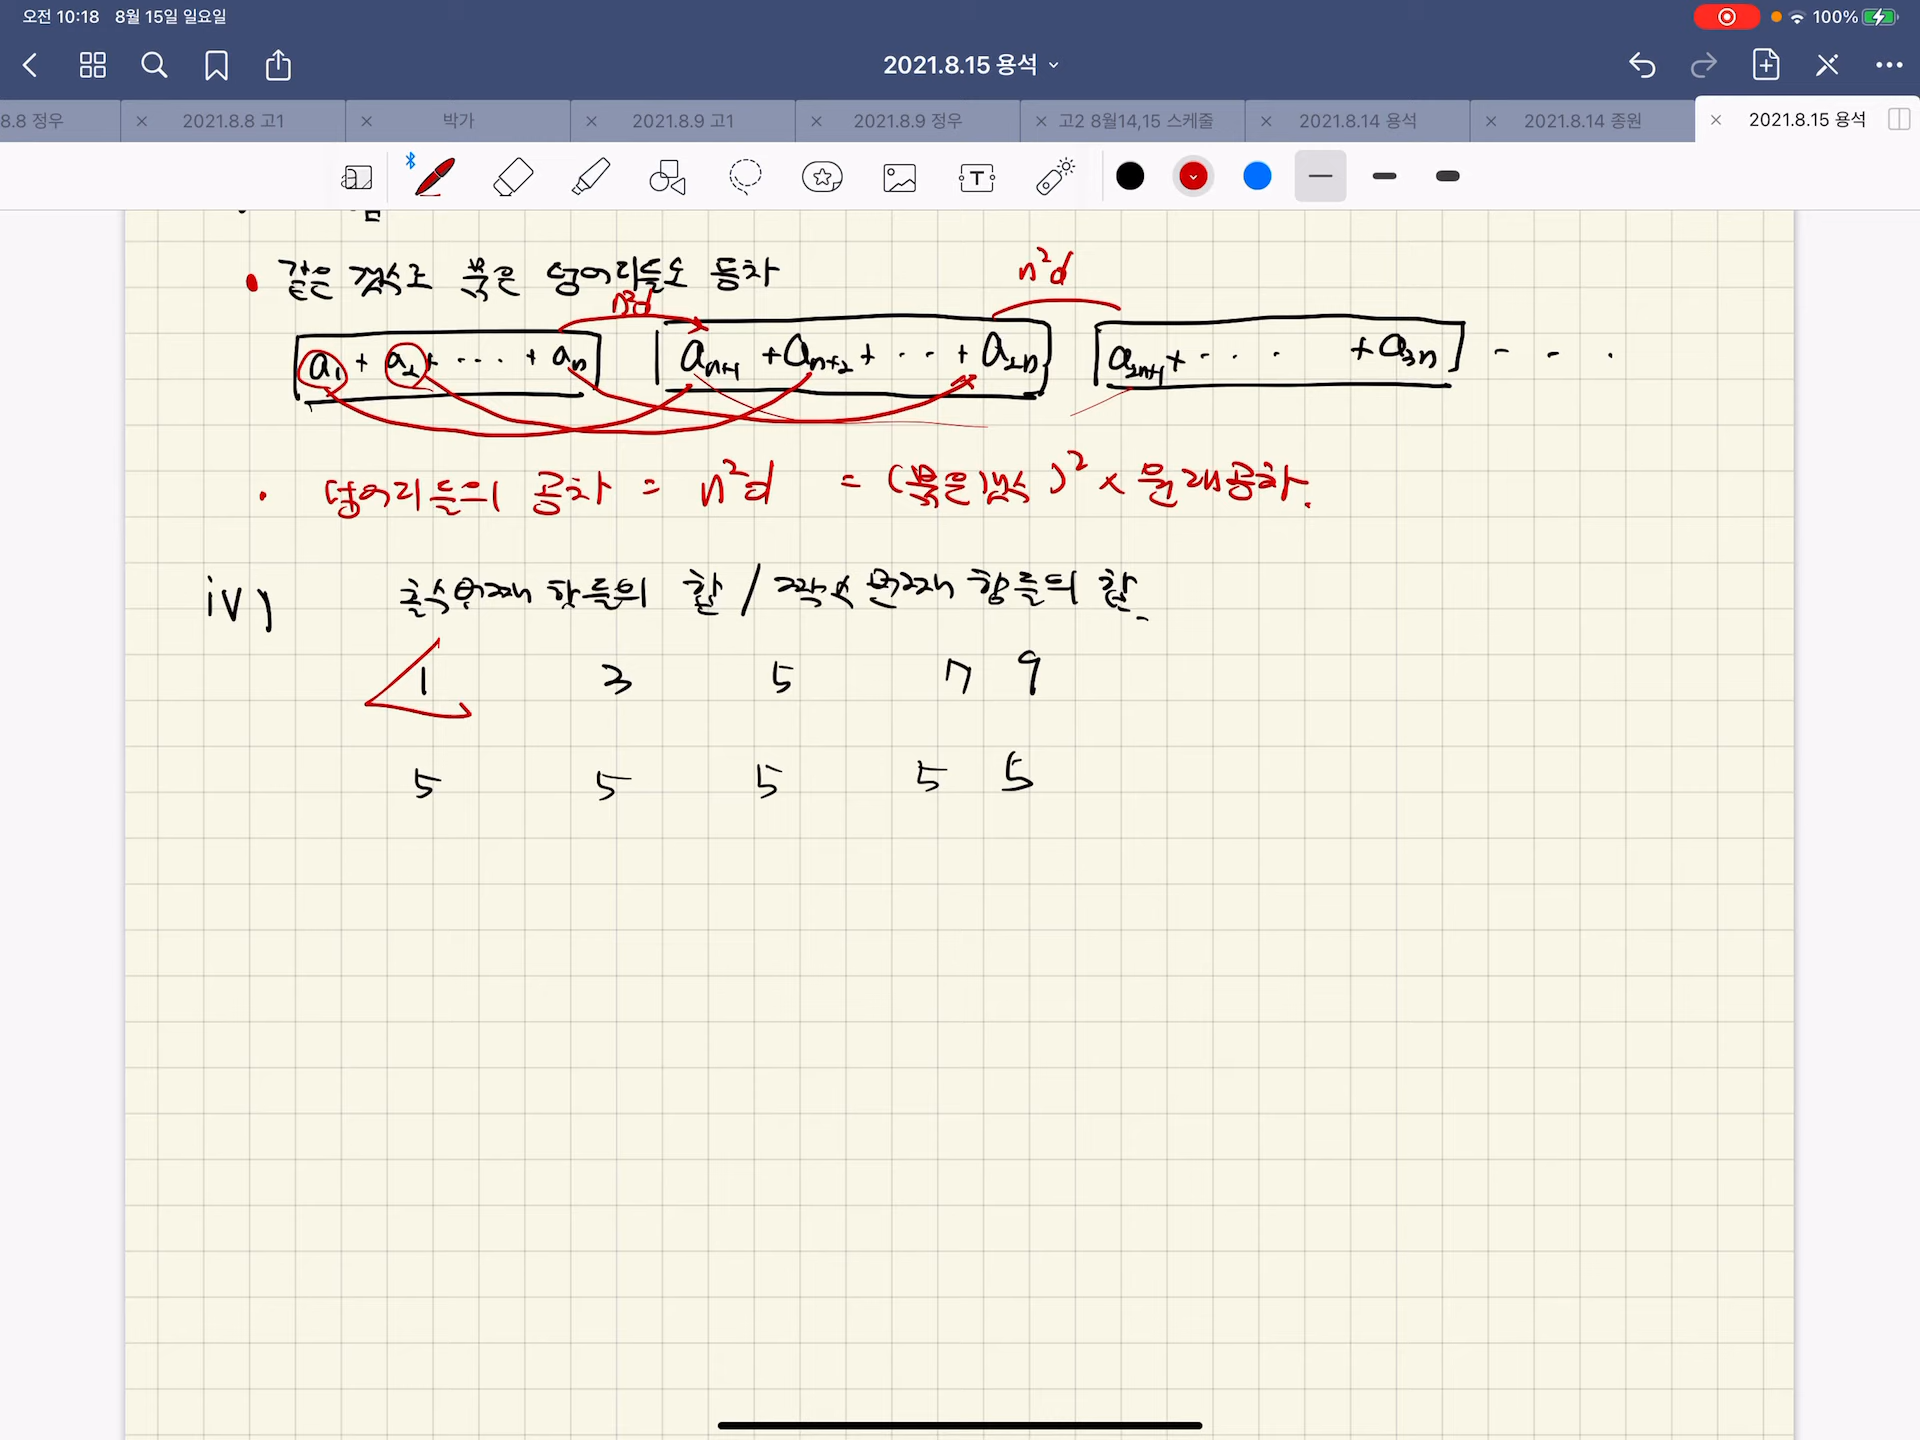 오전 10:18 8월 15일 일요일 100%
2021.8.15 용석
8.8 정우 2021.8.8 고1 박가 2021.8.9 고1 2021.8.9 정우 고2 8월14,15 스케줄 2021.8.14 용석 2021.8.14 종원 2021.8.15 용석
• 같은 갯수로 묶은 덩어리들도 등차
n²d n²d
a₁ + a₂ + ---- + aₙ aₙ₊₁ + aₙ₊₂ + --- + a₂ₙ a₂ₙ₊₁ + --- + a₃ₙ - - .
• 덩어리들의 공차 = n²d = (묶은갯수)² × 원래공차.
iv) 홀수번째 항들의 합 / 짝수번째 항들의 합.
1 3 5 7 9
5 5 5 5 5